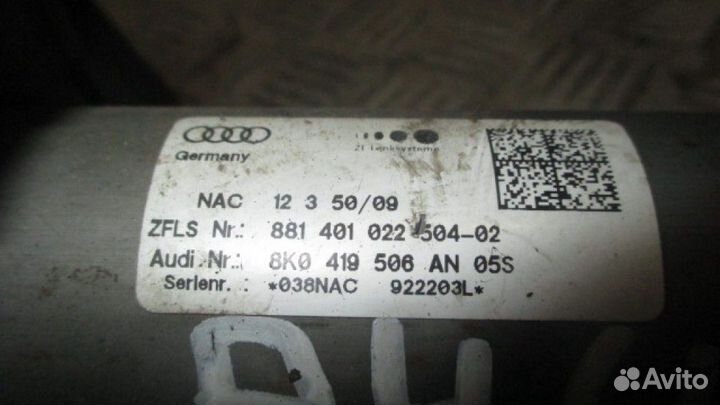 Germany
ZF Lenksysteme
NAC 12 3 50/09
ZFLS Nr.: 881 401 022 504-02
Audi Nr.: 8K0 419 506 AN 05S
Serienr.: *038NAC 922203L*
Avito